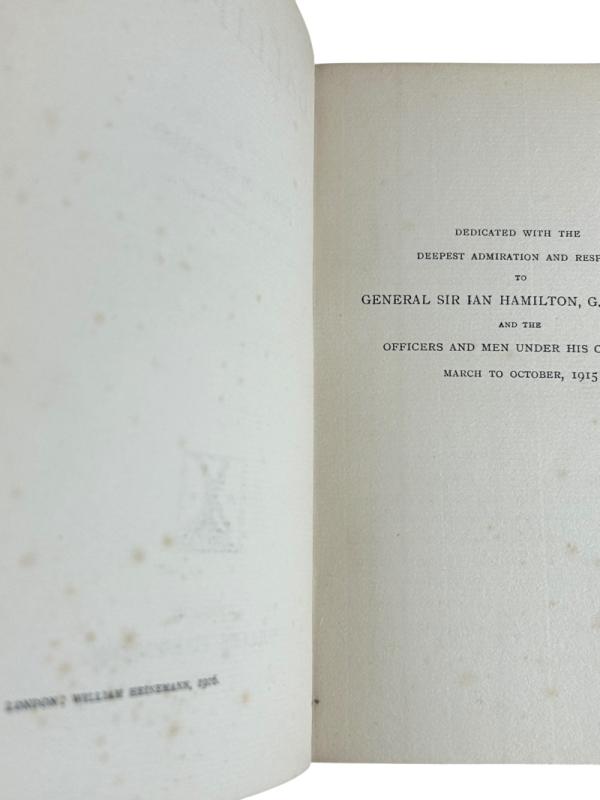 LONDON: WILLIAM HEINEMANN, 1916.
DEDICATED WITH THE
DEEPEST ADMIRATION AND RESP
TO
GENERAL SIR IAN HAMILTON, G.
AND THE
OFFICERS AND MEN UNDER HIS C
MARCH TO OCTOBER, 1915